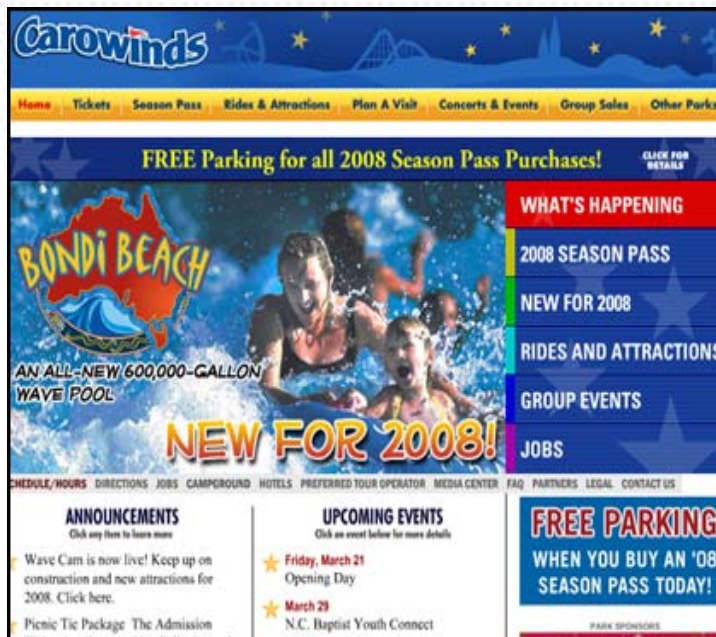 Carowinds
Home Tickets Season Pass Rides & Attractions Plan A Visit Concerts & Events Group Sales Other Parks
FREE Parking for all 2008 Season Pass Purchases! CLICK FOR DETAILS
BONDI BEACH
AN ALL-NEW 600,000-GALLON
WAVE POOL
NEW FOR 2008!
WHAT'S HAPPENING
2008 SEASON PASS
NEW FOR 2008
RIDES AND ATTRACTIONS
GROUP EVENTS
JOBS
CHEDULE/HOURS DIRECTIONS JOBS CAMPGROUND HOTELS PREFERRED TOUR OPERATOR MEDIA CENTER FAQ PARTNERS LEGAL CONTACT US
ANNOUNCEMENTS
Click any item to learn more
Wave Cam is now live! Keep up on
construction and new attractions for
2008. Click here.
Picnic Tic Package The Admission
UPCOMING EVENTS
Click an event below for more details
Friday, March 21
Opening Day
March 29
N.C. Baptist Youth Connect
FREE PARKING
WHEN YOU BUY AN '08
SEASON PASS TODAY!
PARK SPONSORS